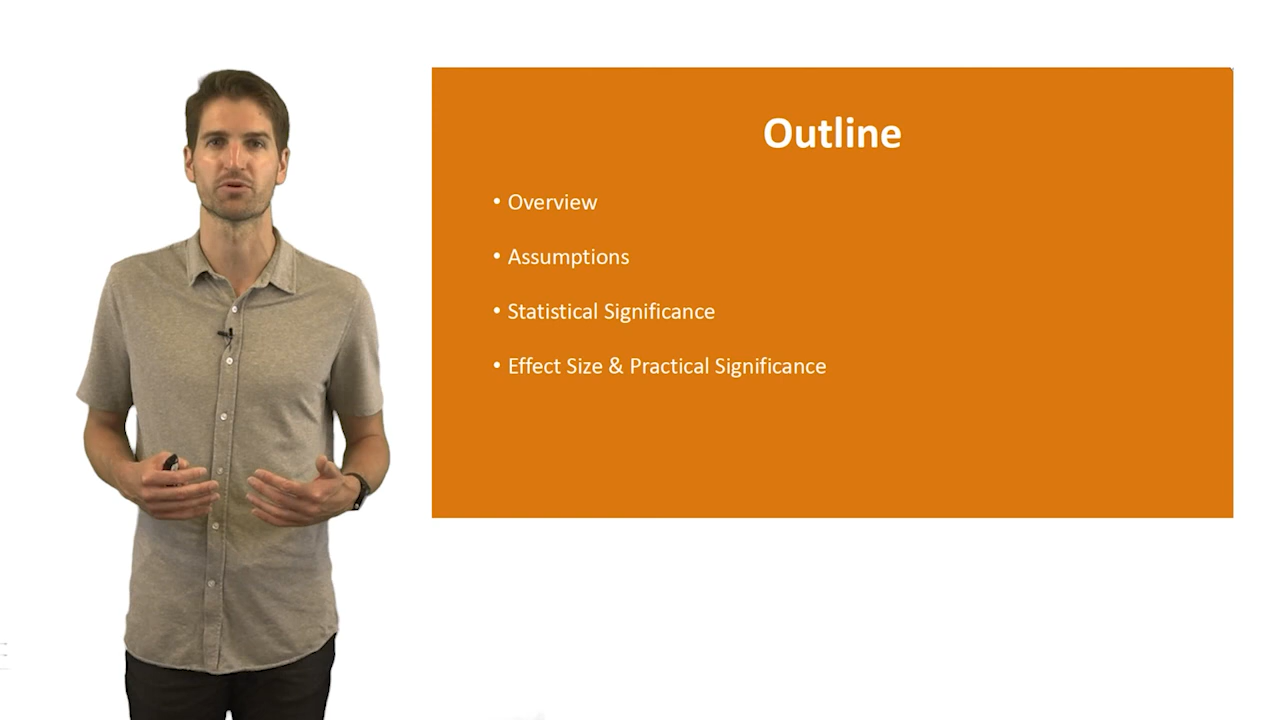 Outline
• Overview
• Assumptions
• Statistical Significance
• Effect Size & Practical Significance